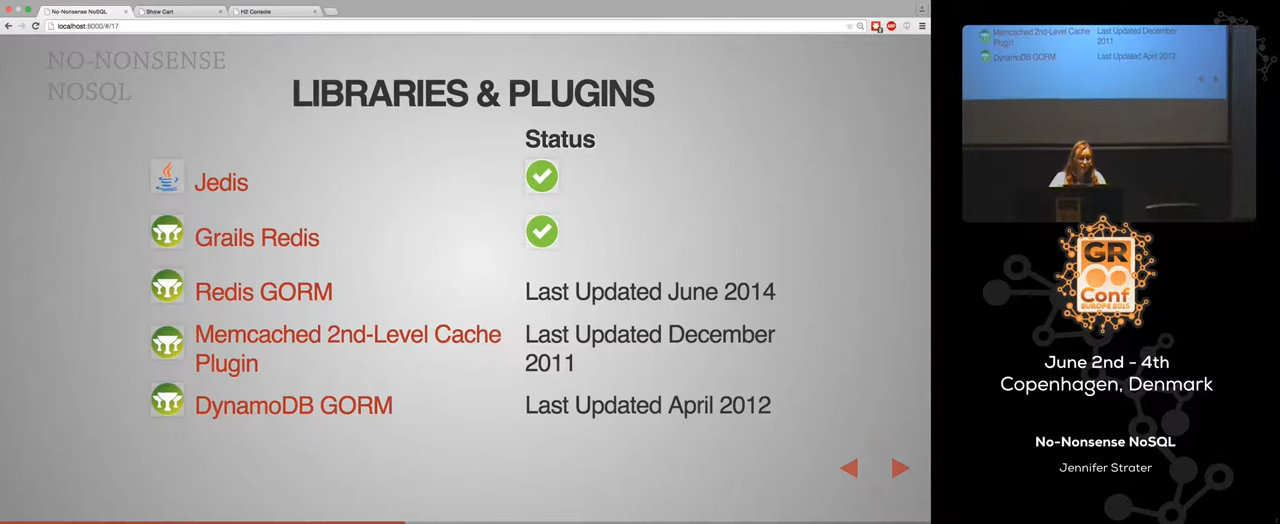 No-Nonsense NoSQL
Show Cart
H2 Console
localhost:8000/#/17
NO-NONSENSE
NOSQL
LIBRARIES & PLUGINS
Status
Jedis
Grails Redis
Redis GORM Last Updated June 2014
Memcached 2nd-Level Cache Last Updated December
Plugin 2011
DynamoDB GORM Last Updated April 2012
Memcached 2nd-Level Cache Last Updated December
Plugin 2011
DynamoDB GORM Last Updated April 2012
GR
Conf
EUROPE 2015
June 2nd - 4th
Copenhagen, Denmark
No-Nonsense NoSQL
Jennifer Strater